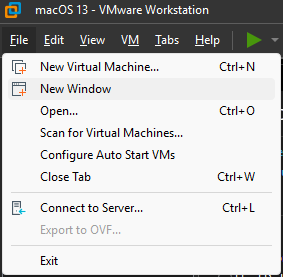 macOS 13 - VMware Workstation
File Edit View VM Tabs Help
New Virtual Machine... Ctrl+N
New Window
Open... Ctrl+O
Scan for Virtual Machines...
Configure Auto Start VMs
Close Tab Ctrl+W
Connect to Server... Ctrl+L
Export to OVF...
Exit